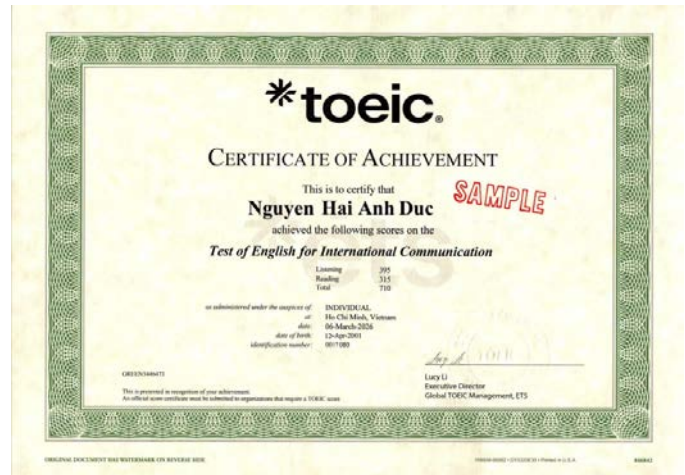 *toeic®
CERTIFICATE OF ACHIEVEMENT
This is to certify that
SAMPLE
Nguyen Hai Anh Duc
achieved the following scores on the
Test of English for International Communication
ets
Listening 395
Reading 315
Total 710
as administered under the auspices of: INDIVIDUAL
at: Ho Chi Minh, Vietnam
date: 06-March-2026
date of birth: 12-Apr-2001
identification number: 0017080
Lucy Li
Executive Director
Global TOEIC Management, ETS
This is presented in recognition of your achievement.
An official score certificate must be submitted to organizations that require a TOEIC score
ORIGINAL DOCUMENT HAS WATERMARK ON REVERSE SIDE
Printed in U.S.A.